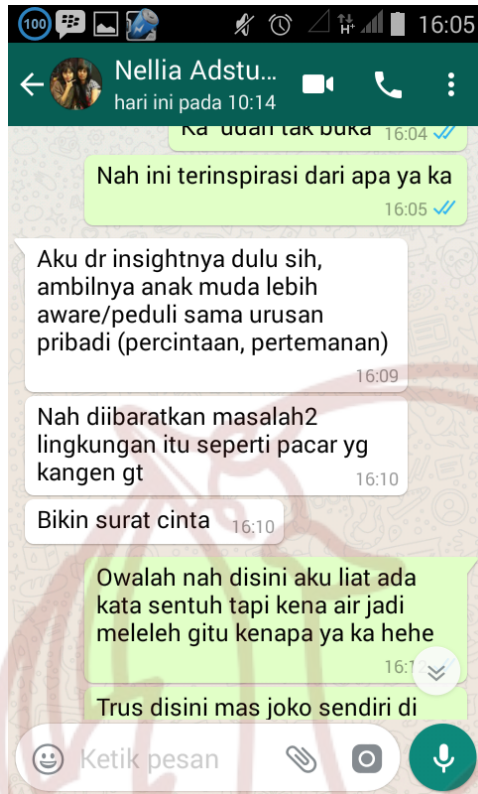 100
16:05
Nellia Adstu...
hari ini pada 10:14
Ka udah tak buka 16:04
Nah ini terinspirasi dari apa ya ka
16:05
Aku dr insightnya dulu sih,
ambilnya anak muda lebih
aware/peduli sama urusan
pribadi (percintaan, pertemanan)
16:09
Nah diibaratkan masalah2
lingkungan itu seperti pacar yg
kangen gt
16:10
Bikin surat cinta 16:10
Owalah nah disini aku liat ada
kata sentuh tapi kena air jadi
meleleh gitu kenapa ya ka hehe
Trus disini mas joko sendiri di
Ketik pesan